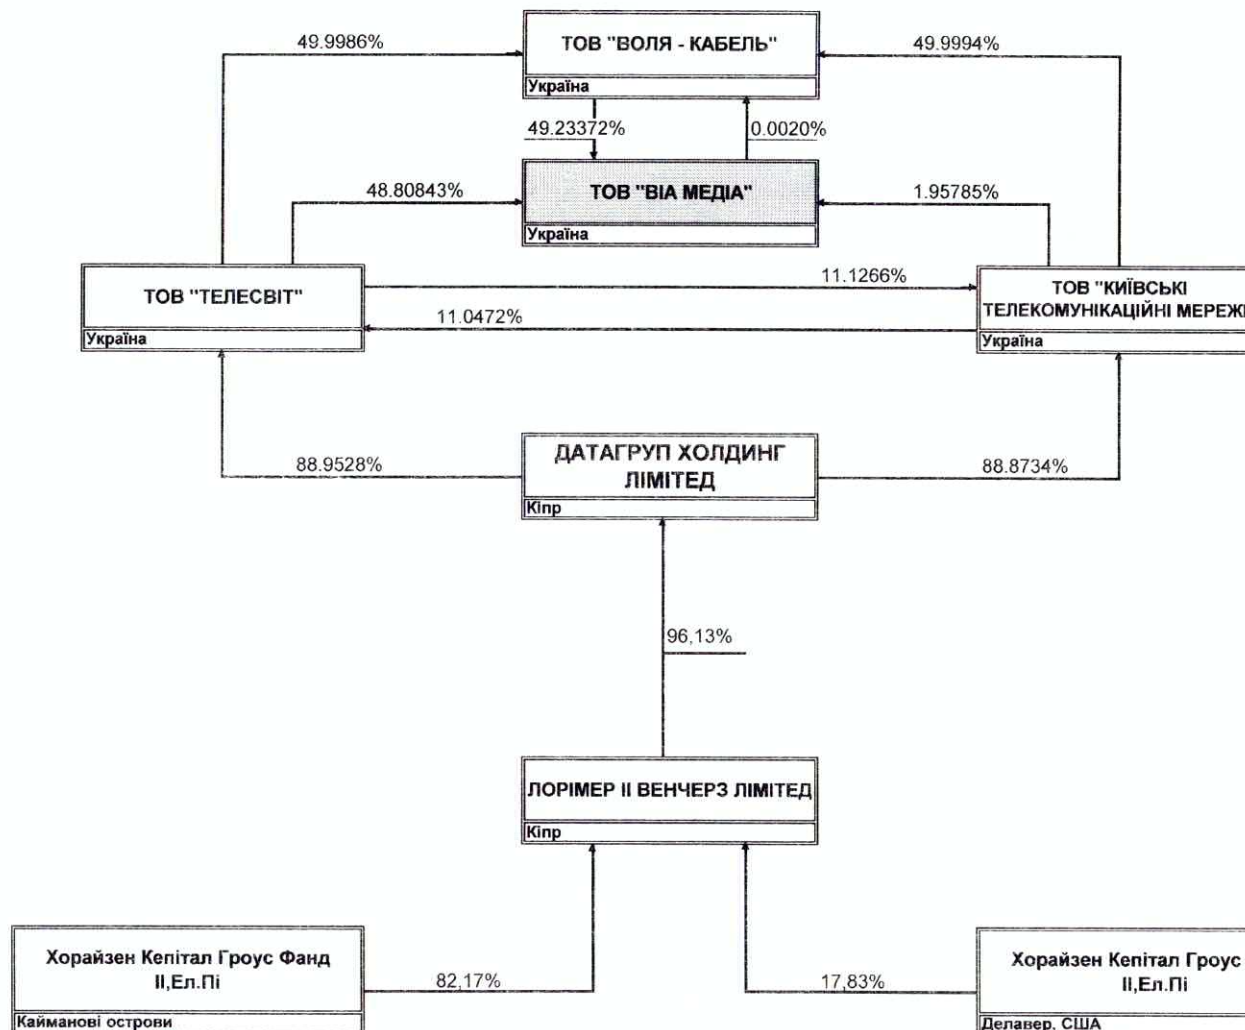 49.9986%
ТОВ "ВОЛЯ - КАБЕЛЬ"
49.9994%
Україна
49.23372%
0.0020%
48.80843%
ТОВ "ВІА МЕДІА"
1.95785%
Україна
ТОВ "ТЕЛЕСВІТ"
11.1266%
ТОВ "КИЇВСЬКІ
ТЕЛЕКОМУНІКАЦІЙНІ МЕРЕЖІ
11.0472%
Україна
Україна
ДАТАГРУП ХОЛДИНГ
ЛІМІТЕД
88.9528%
88.8734%
Кіпр
96,13%
ЛОРІМЕР ІІ ВЕНЧЕРЗ ЛІМІТЕД
Кіпр
Хорайзен Кепітал Гроус Фанд
ІІ,Ел.Пі
82,17%
17,83%
Хорайзен Кепітал Гроус
ІІ,Ел.Пі
Кайманові острови
Делавер, США